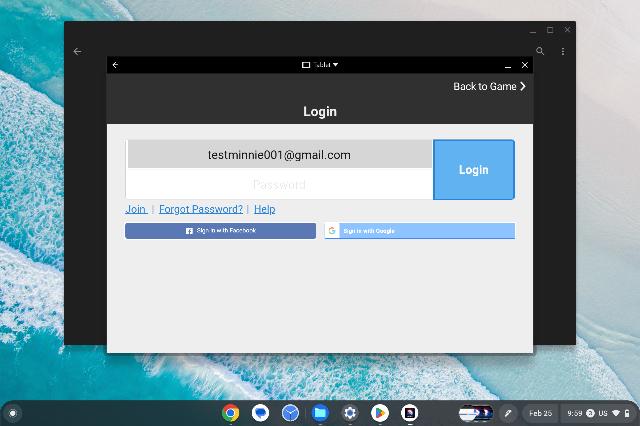 Tablet
Back to Game
Login
testminnie001@gmail.com
Password
Login
Join | Forgot Password? | Help
Sign in with Facebook
Sign in with Google
Feb 25
9:59
US